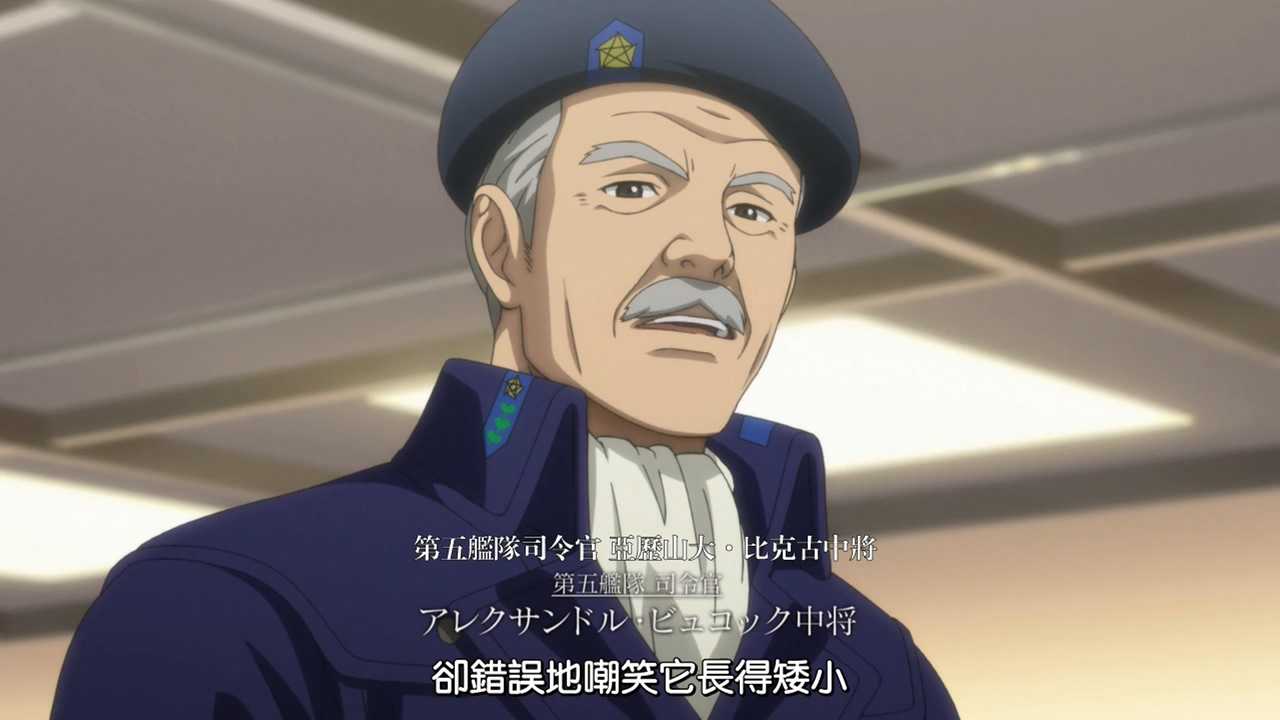 第五艦隊司令官 亞歷山大・比克古中將
第五艦隊 司令官
アレクサンドル・ビュコック中将
卻錯誤地嘲笑它長得矮小